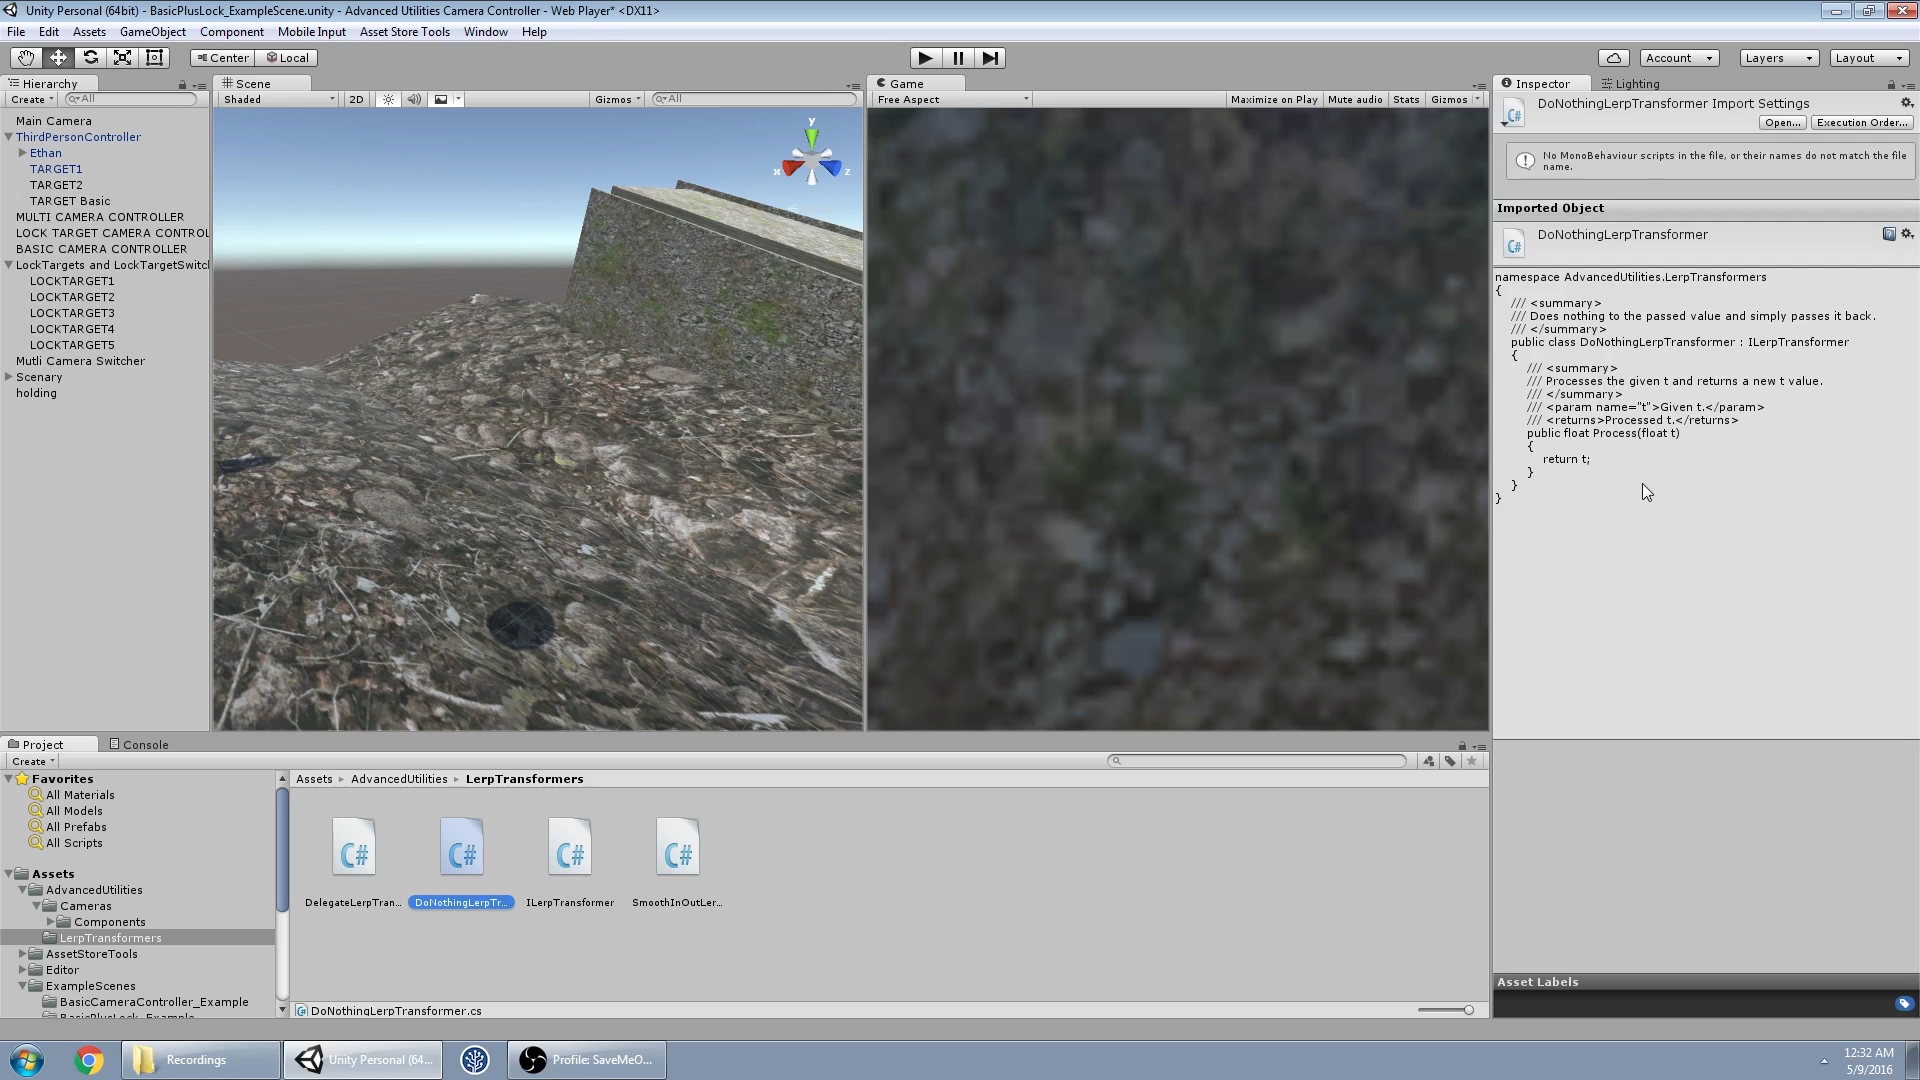 Unity Personal (64bit) - BasicPlusLock_ExampleScene.unity - Advanced Utilities Camera Controller - Web Player* <DX11>
File Edit Assets GameObject Component Mobile Input Asset Store Tools Window Help
Center Local Account Layers Layout
Hierarchy
Create All
Main Camera
ThirdPersonController
Ethan
TARGET1
TARGET2
TARGET Basic
MULTI CAMERA CONTROLLER
LOCK TARGET CAMERA CONTROL
BASIC CAMERA CONTROLLER
LockTargets and LockTargetSwitch
LOCKTARGET1
LOCKTARGET2
LOCKTARGET3
LOCKTARGET4
LOCKTARGET5
Mutli Camera Switcher
Scenary
holding
Scene
Shaded 2D Gizmos All
y
x z
Game
Free Aspect Maximize on Play Mute audio Stats Gizmos
Inspector Lighting
C# DoNothingLerpTransformer Import Settings
Open... Execution Order...
No MonoBehaviour scripts in the file, or their names do not match the file
name.
Imported Object
C# DoNothingLerpTransformer
namespace AdvancedUtilities.LerpTransformers
{
/// <summary>
/// Does nothing to the passed value and simply passes it back.
/// </summary>
public class DoNothingLerpTransformer : ILerpTransformer
{
/// <summary>
/// Processes the given t and returns a new t value.
/// </summary>
/// <param name="t">Given t.</param>
/// <returns>Processed t.</returns>
public float Process(float t)
{
return t;
}
}
}
Project Console
Create
Favorites
All Materials
All Models
All Prefabs
All Scripts
Assets
AdvancedUtilities
Cameras
Components
LerpTransformers
AssetStoreTools
Editor
ExampleScenes
BasicCameraController_Example
BasicPlusLock_Example
Assets AdvancedUtilities LerpTransformers
C# C# C# C#
DelegateLerpTran... DoNothingLerpTr... ILerpTransformer SmoothInOutLer...
DoNothingLerpTransformer.cs
Asset Labels
Recordings Unity Personal (64... Profile: SaveMeO...
12:32 AM
5/9/2016